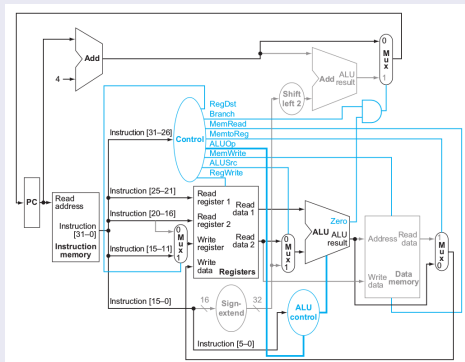 Add
4
Add
ALU
result
0
M
u
x
1
Shift
left 2
RegDst
Branch
MemRead
MemtoReg
ALUOp
MemWrite
ALUSrc
RegWrite
Control
Instruction [31–26]
PC
Read
address
Instruction
[31–0]
Instruction
memory
Instruction [25–21]
Instruction [20–16]
Instruction [15–11]
0
M
u
x
1
Read
register 1
Read
register 2
Write
register
Write
data
Read
data 1
Read
data 2
Registers
0
M
u
x
1
Zero
ALU
ALU
result
Address
Read
data
Write
data
Data
memory
1
M
u
x
0
Instruction [15–0]
16
Sign-
extend
32
ALU
control
Instruction [5–0]